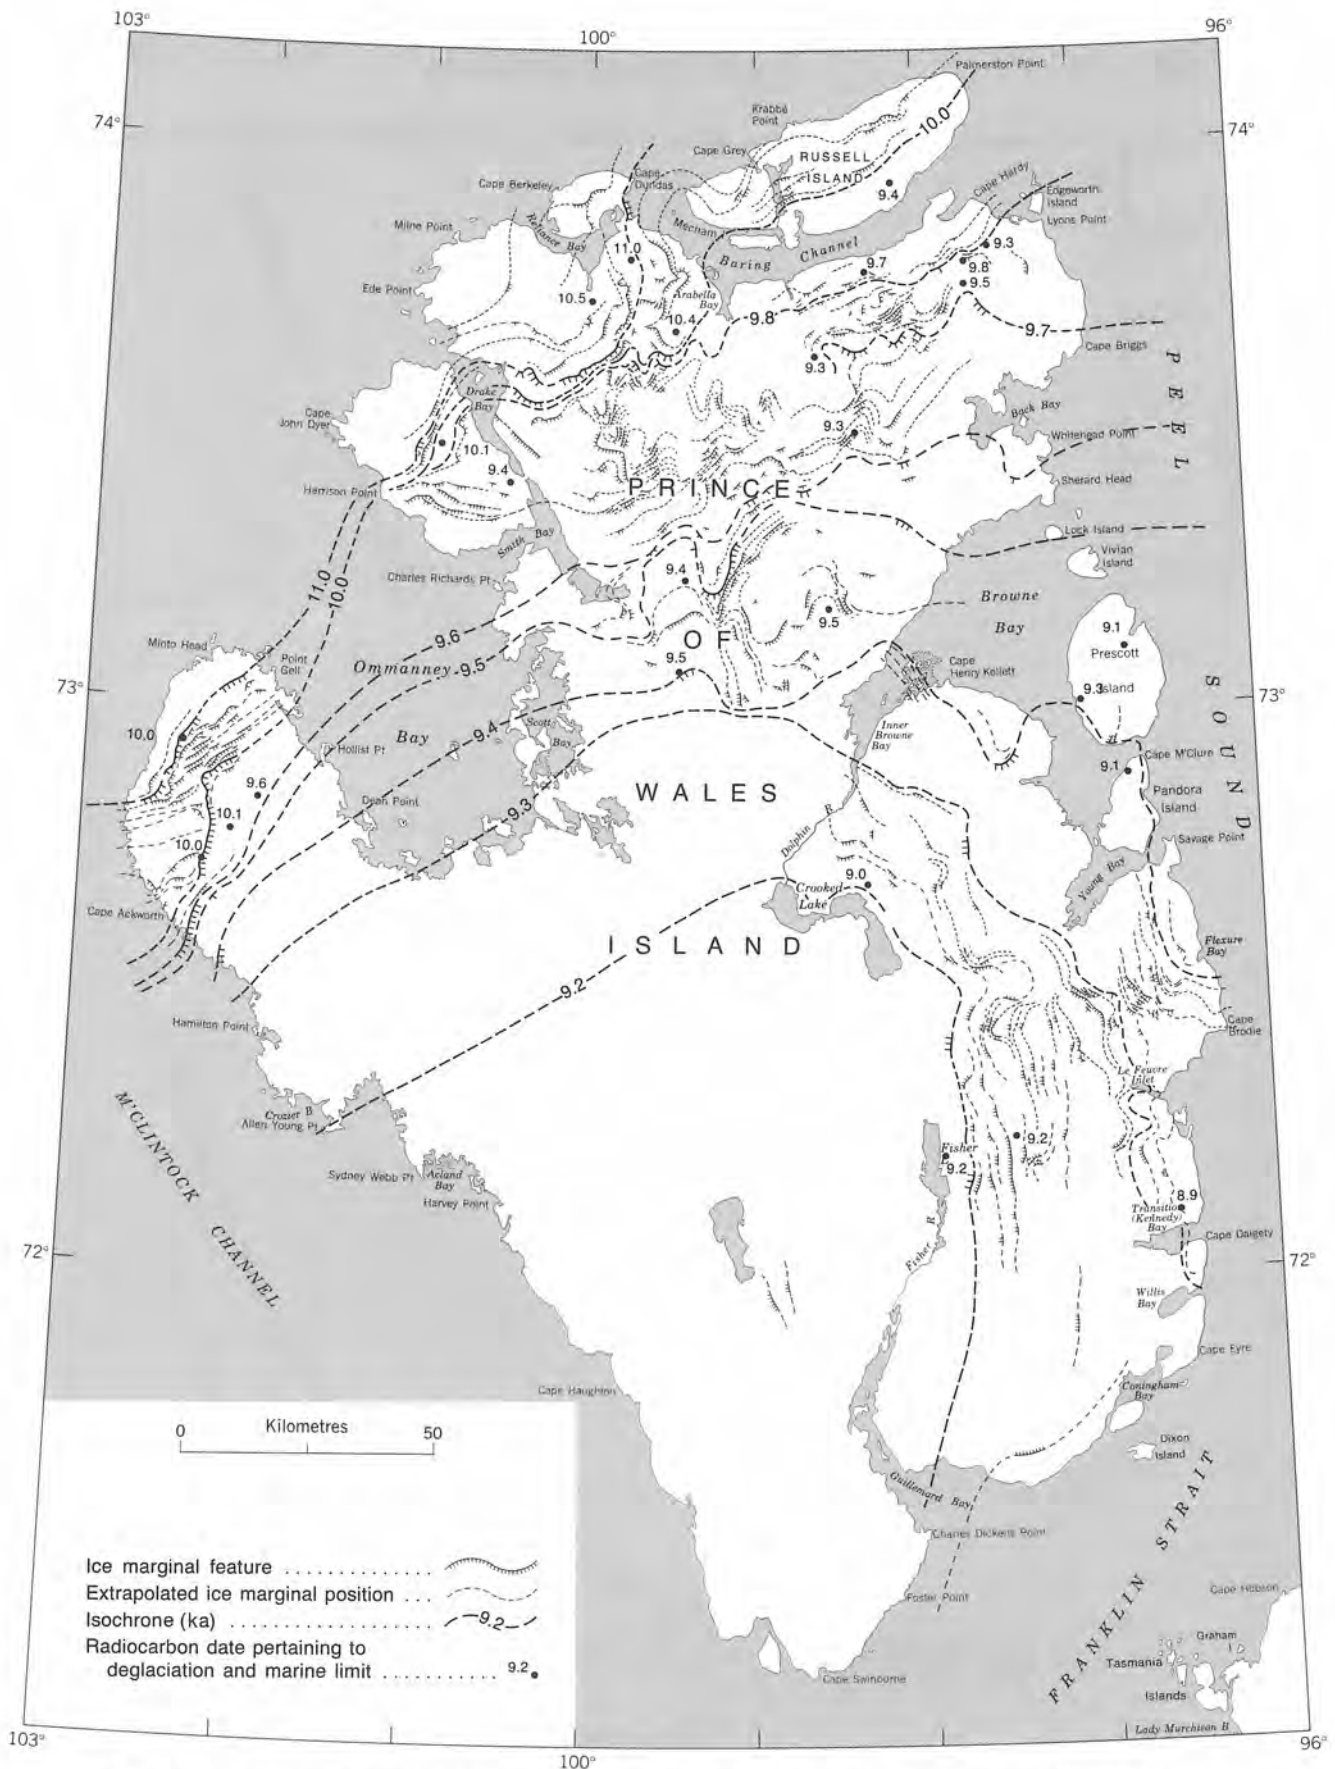 103°
100°
96°
74°
74°
Palmerston Point
Krabbé
Point
10.0
Cape Grey
RUSSELL
ISLAND
9.4
Cape Dundas
Cape Berkeley
Cape Hardy
Edgeworth
Island
Lyons Point
Milne Point
Reliance Bay
Mecham
Baring Channel
11.0
9.3
9.7
9.8
9.5
Ede Point
10.5
Arabella
Bay
10.4
9.8
9.7
Cape Briggs
9.3
PEEL
SOUND
Drake
Bay
Cape
John Dyer
Back Bay
9.3
Whitehead Point
10.1
9.4
Harrison Point
PRINCE
Sherard Head
Lock Island
Smith Bay
Vivian
Island
Charles Richards Pt
9.4
11.0
10.0
9.5
Browne
Bay
9.1
Prescott
Island
9.3
9.6
Minto Head
Point
Gell
Ommanney
Bay
9.5
OF
9.5
Cape
Henry Kellett
73°
73°
10.0
9.4
Scott
Bay
Inner
Browne
Bay
Hollist Pt
Cape M'Clure
9.1
Pandora
Island
9.6
Dean Point
9.3
WALES
10.1
Savage Point
10.0
Dolphin R
9.0
Young Bay
Crooked
Lake
Cape Ackworth
ISLAND
Flexure
Bay
9.2
Hamilton Point
Cape
Brodie
Le Feuvre
Inlet
M'CLINTOCK CHANNEL
Crozier B
Allen Young Pt
9.2
Fisher
9.2
Sydney Webb Pt
Acland
Bay
Harvey Point
8.9
Transition
(Kennedy)
Bay
Cape Dalgety
Fisher R
72°
72°
Willis
Bay
Cape Eyre
Coningham
Bay
Cape Haughton
Dixon
Island
Kilometres
0
50
Guillemard Bay
Charles Dickens Point
FRANKLIN STRAIT
Ice marginal feature
Extrapolated ice marginal position
Isochrone (ka)
9.2
Radiocarbon date pertaining to
deglaciation and marine limit
9.2
Foster Point
Cape Hobson
Graham I
Tasmania
Islands
Cape Swinburne
Lady Murchison B
103°
100°
96°